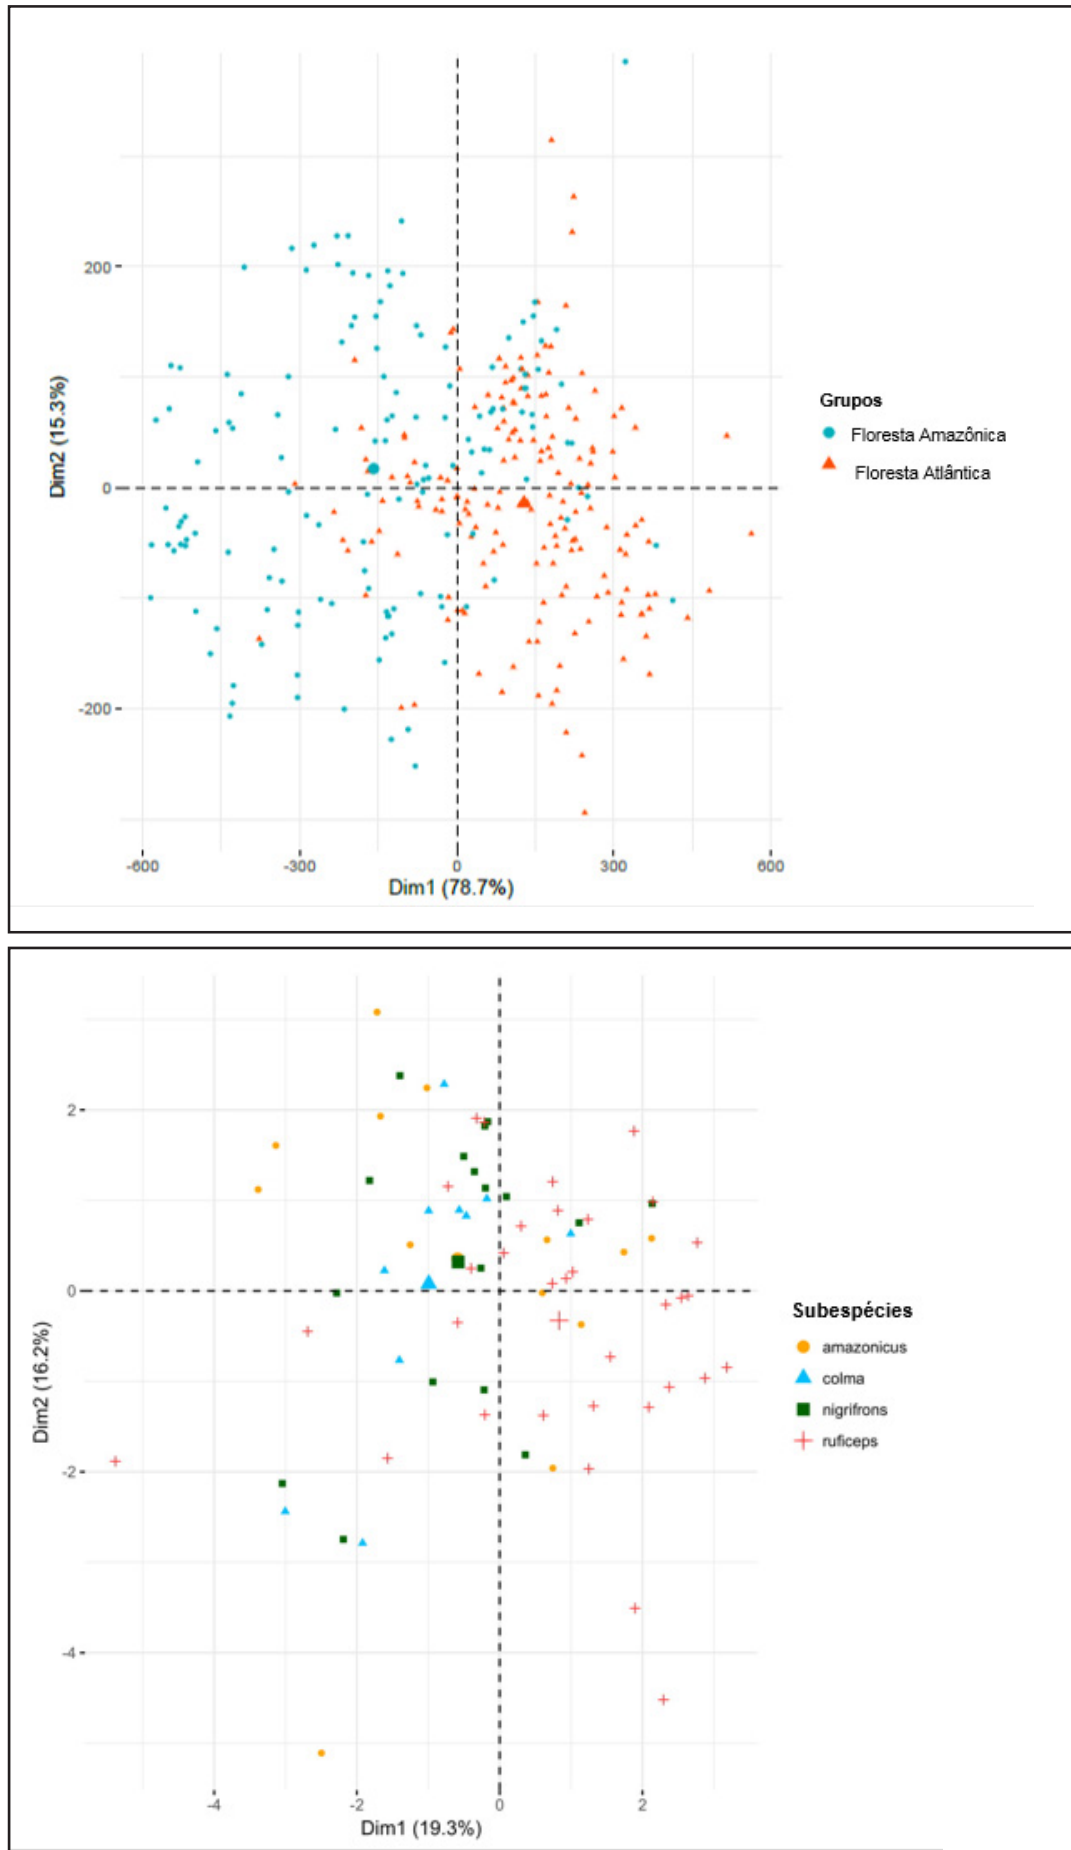 200
0
-200
Dim2 (15.3%)
-600
-300
0
300
600
Dim1 (78.7%)
Grupos
Floresta Amazônica
Floresta Atlântica
2
0
-2
-4
Dim2 (16.2%)
-4
-2
0
2
Dim1 (19.3%)
Subespécies
amazonicus
colma
nigrifrons
ruficeps